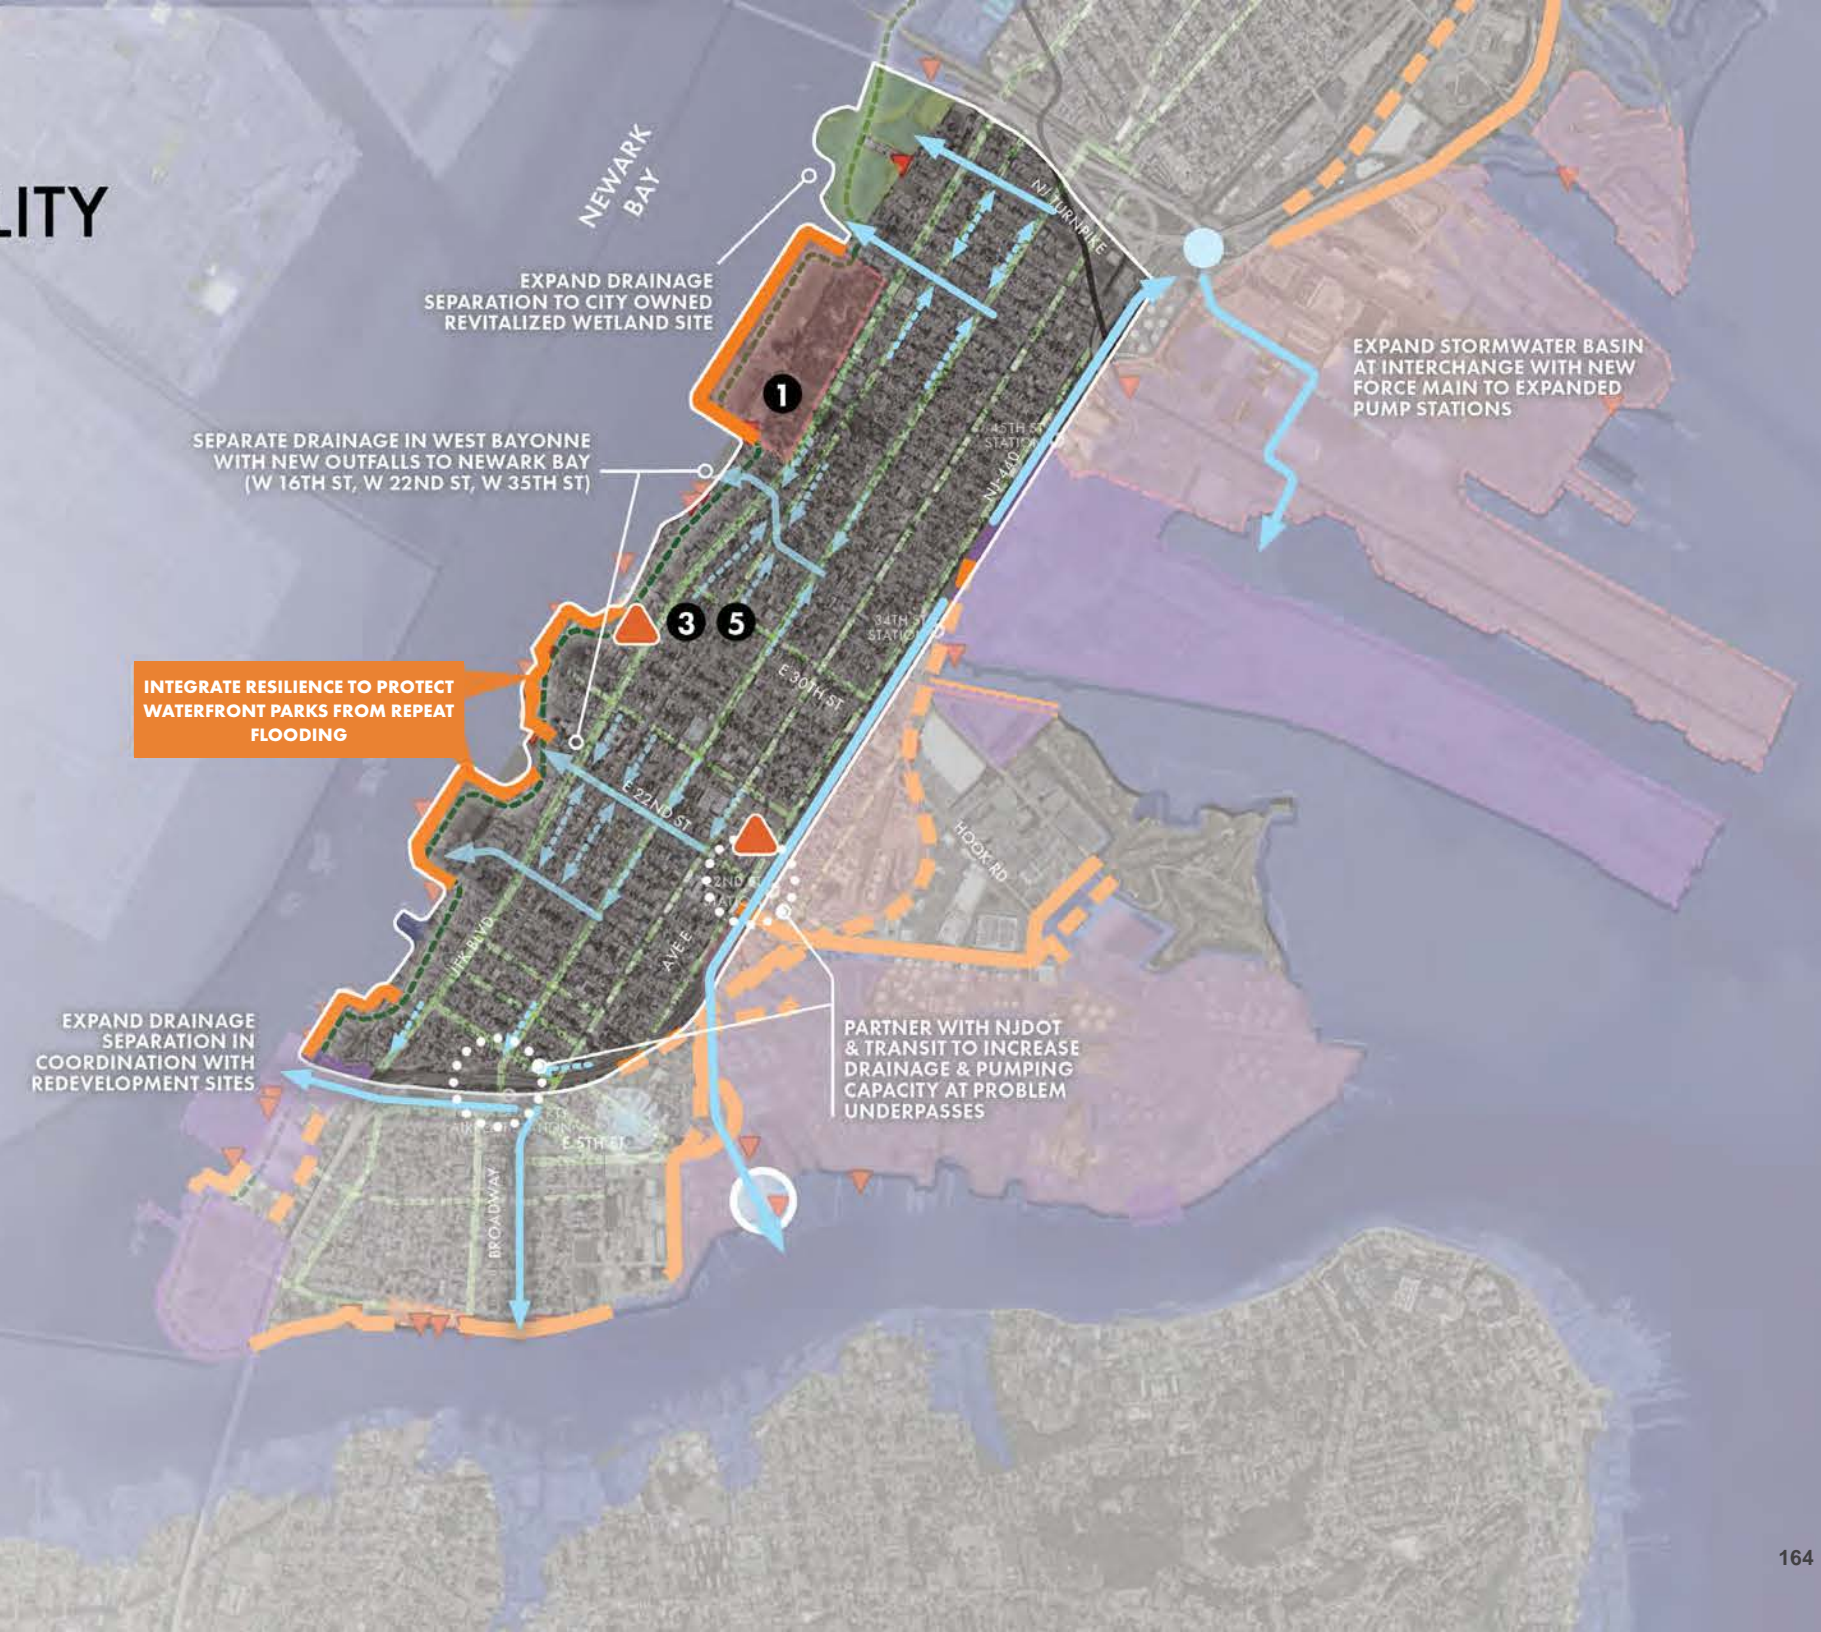 LITY
NEWARK
BAY
NJ TURNPIKE
EXPAND DRAINAGE
SEPARATION TO CITY OWNED
REVITALIZED WETLAND SITE
EXPAND STORMWATER BASIN
AT INTERCHANGE WITH NEW
FORCE MAIN TO EXPANDED
PUMP STATIONS
1
SEPARATE DRAINAGE IN WEST BAYONNE
WITH NEW OUTFALLS TO NEWARK BAY
(W 16TH ST, W 22ND ST, W 35TH ST)
45TH ST
STATION
NJ-440
3 5
34TH ST
STATION
E 30TH ST
INTEGRATE RESILIENCE TO PROTECT
WATERFRONT PARKS FROM REPEAT
FLOODING
E 22ND ST
HOOK RD
JFK BLVD
AVE E
EXPAND DRAINAGE
SEPARATION IN
COORDINATION WITH
REDEVELOPMENT SITES
PARTNER WITH NJDOT
& TRANSIT TO INCREASE
DRAINAGE & PUMPING
CAPACITY AT PROBLEM
UNDERPASSES
E 5TH ST
BROADWAY
164